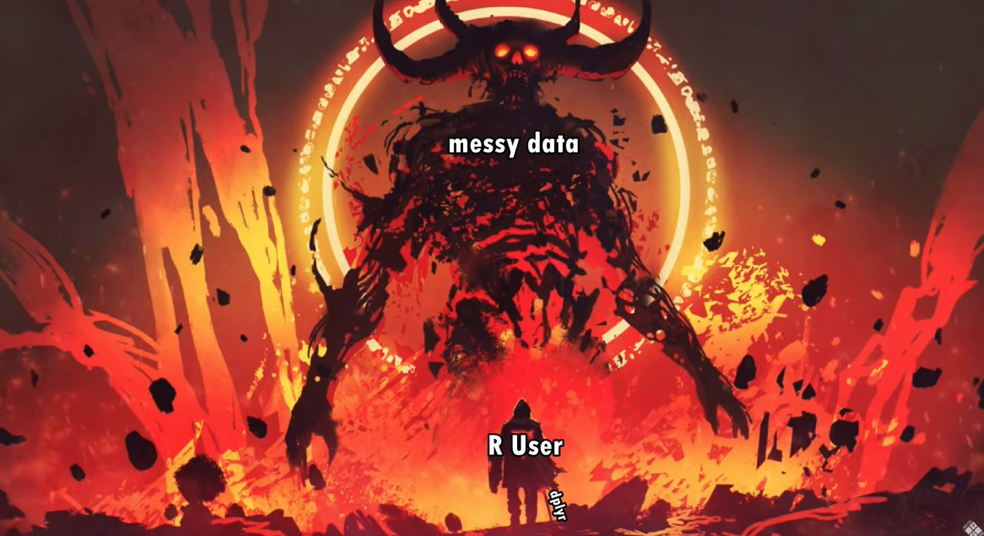 messy data
R User
dplyr